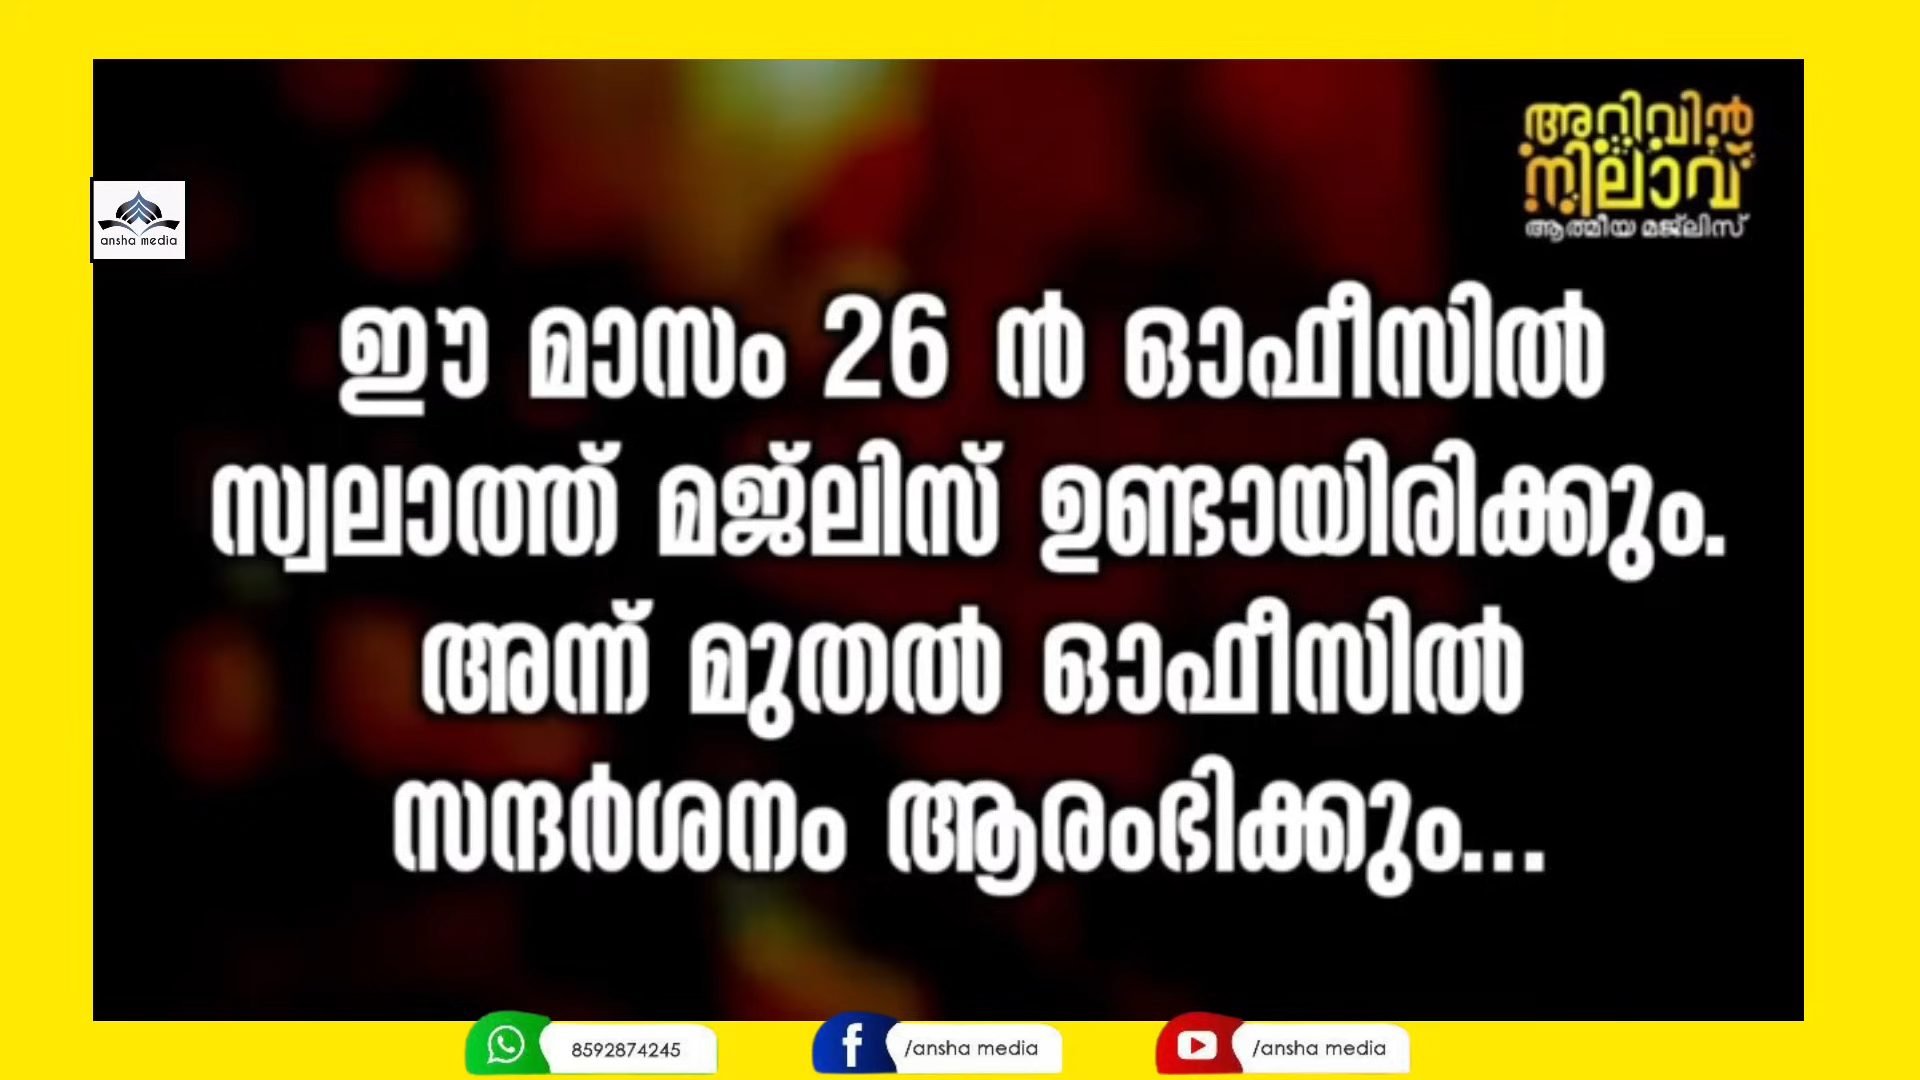 അറിവിൻ
നിലാവ്
ആത്മീയ മജ്ലിസ്
ansha media
ഈ മാസം 26 ൻ ഓഫീസിൽ
സ്വലാത്ത് മജ്ലിസ് ഉണ്ടായിരിക്കും.
അന്ന് മുതൽ ഓഫീസിൽ
സന്ദർശനം ആരംഭിക്കും...
8592874245
/ansha media
/ansha media